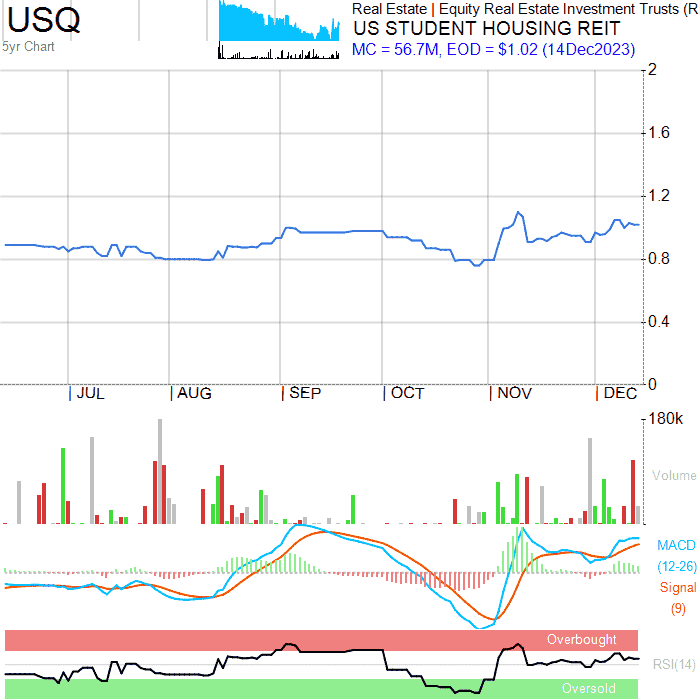 USQ
5yr Chart
Real Estate | Equity Real Estate Investment Trusts (R
US STUDENT HOUSING REIT
MC = 56.7M, EOD = $1.02 (14Dec2023)
2
1.6
1.2
0.8
0.4
0
| JUL | AUG | SEP | OCT | NOV | DEC
180k
Volume
MACD
(12-26)
Signal
(9)
Overbought
RSI(14)
Oversold